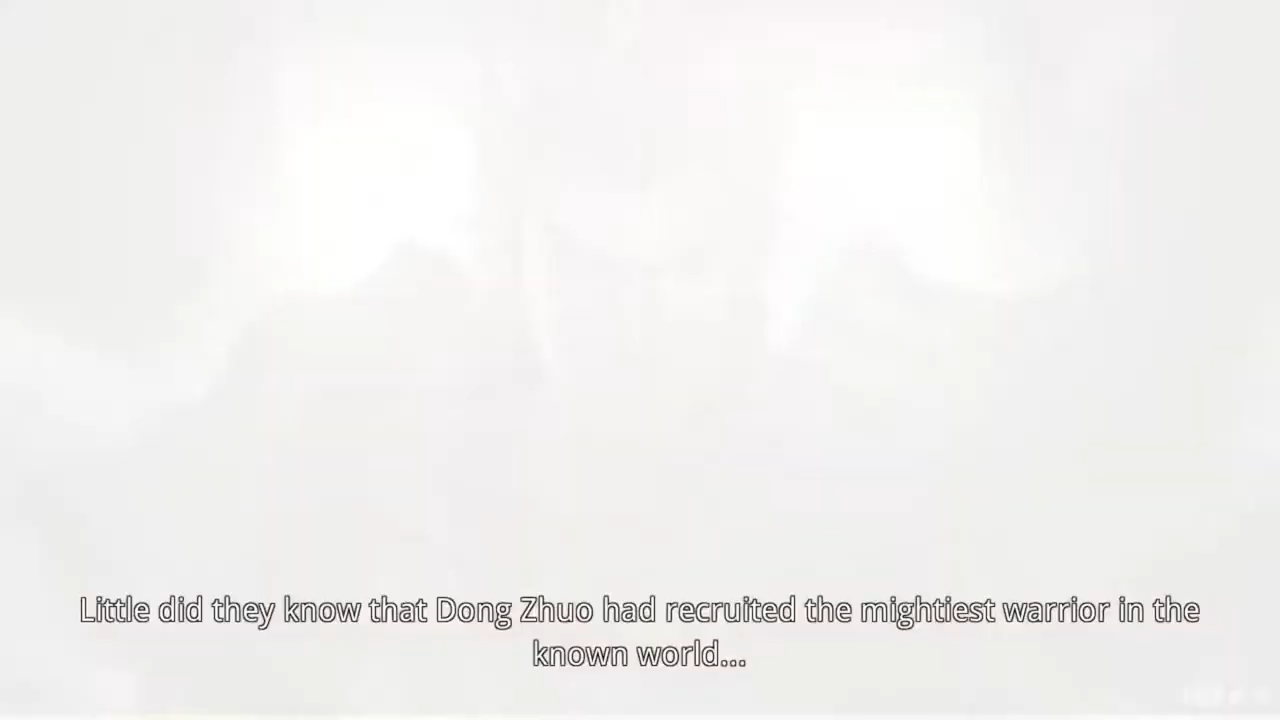 Little did they know that Dong Zhuo had recruited the mightiest warrior in the
known world...